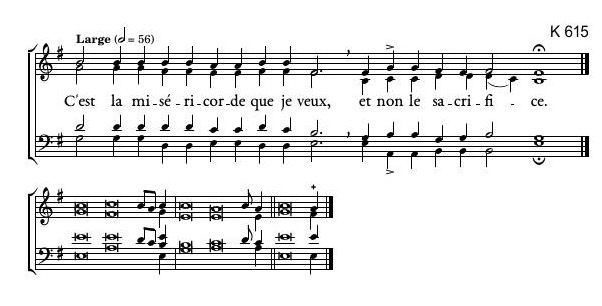 K 615
Large (𝅗𝅥 = 56)
C'est la mi - sé - ri - cor - de que je veux, et non le sa - cri - fi - ce.